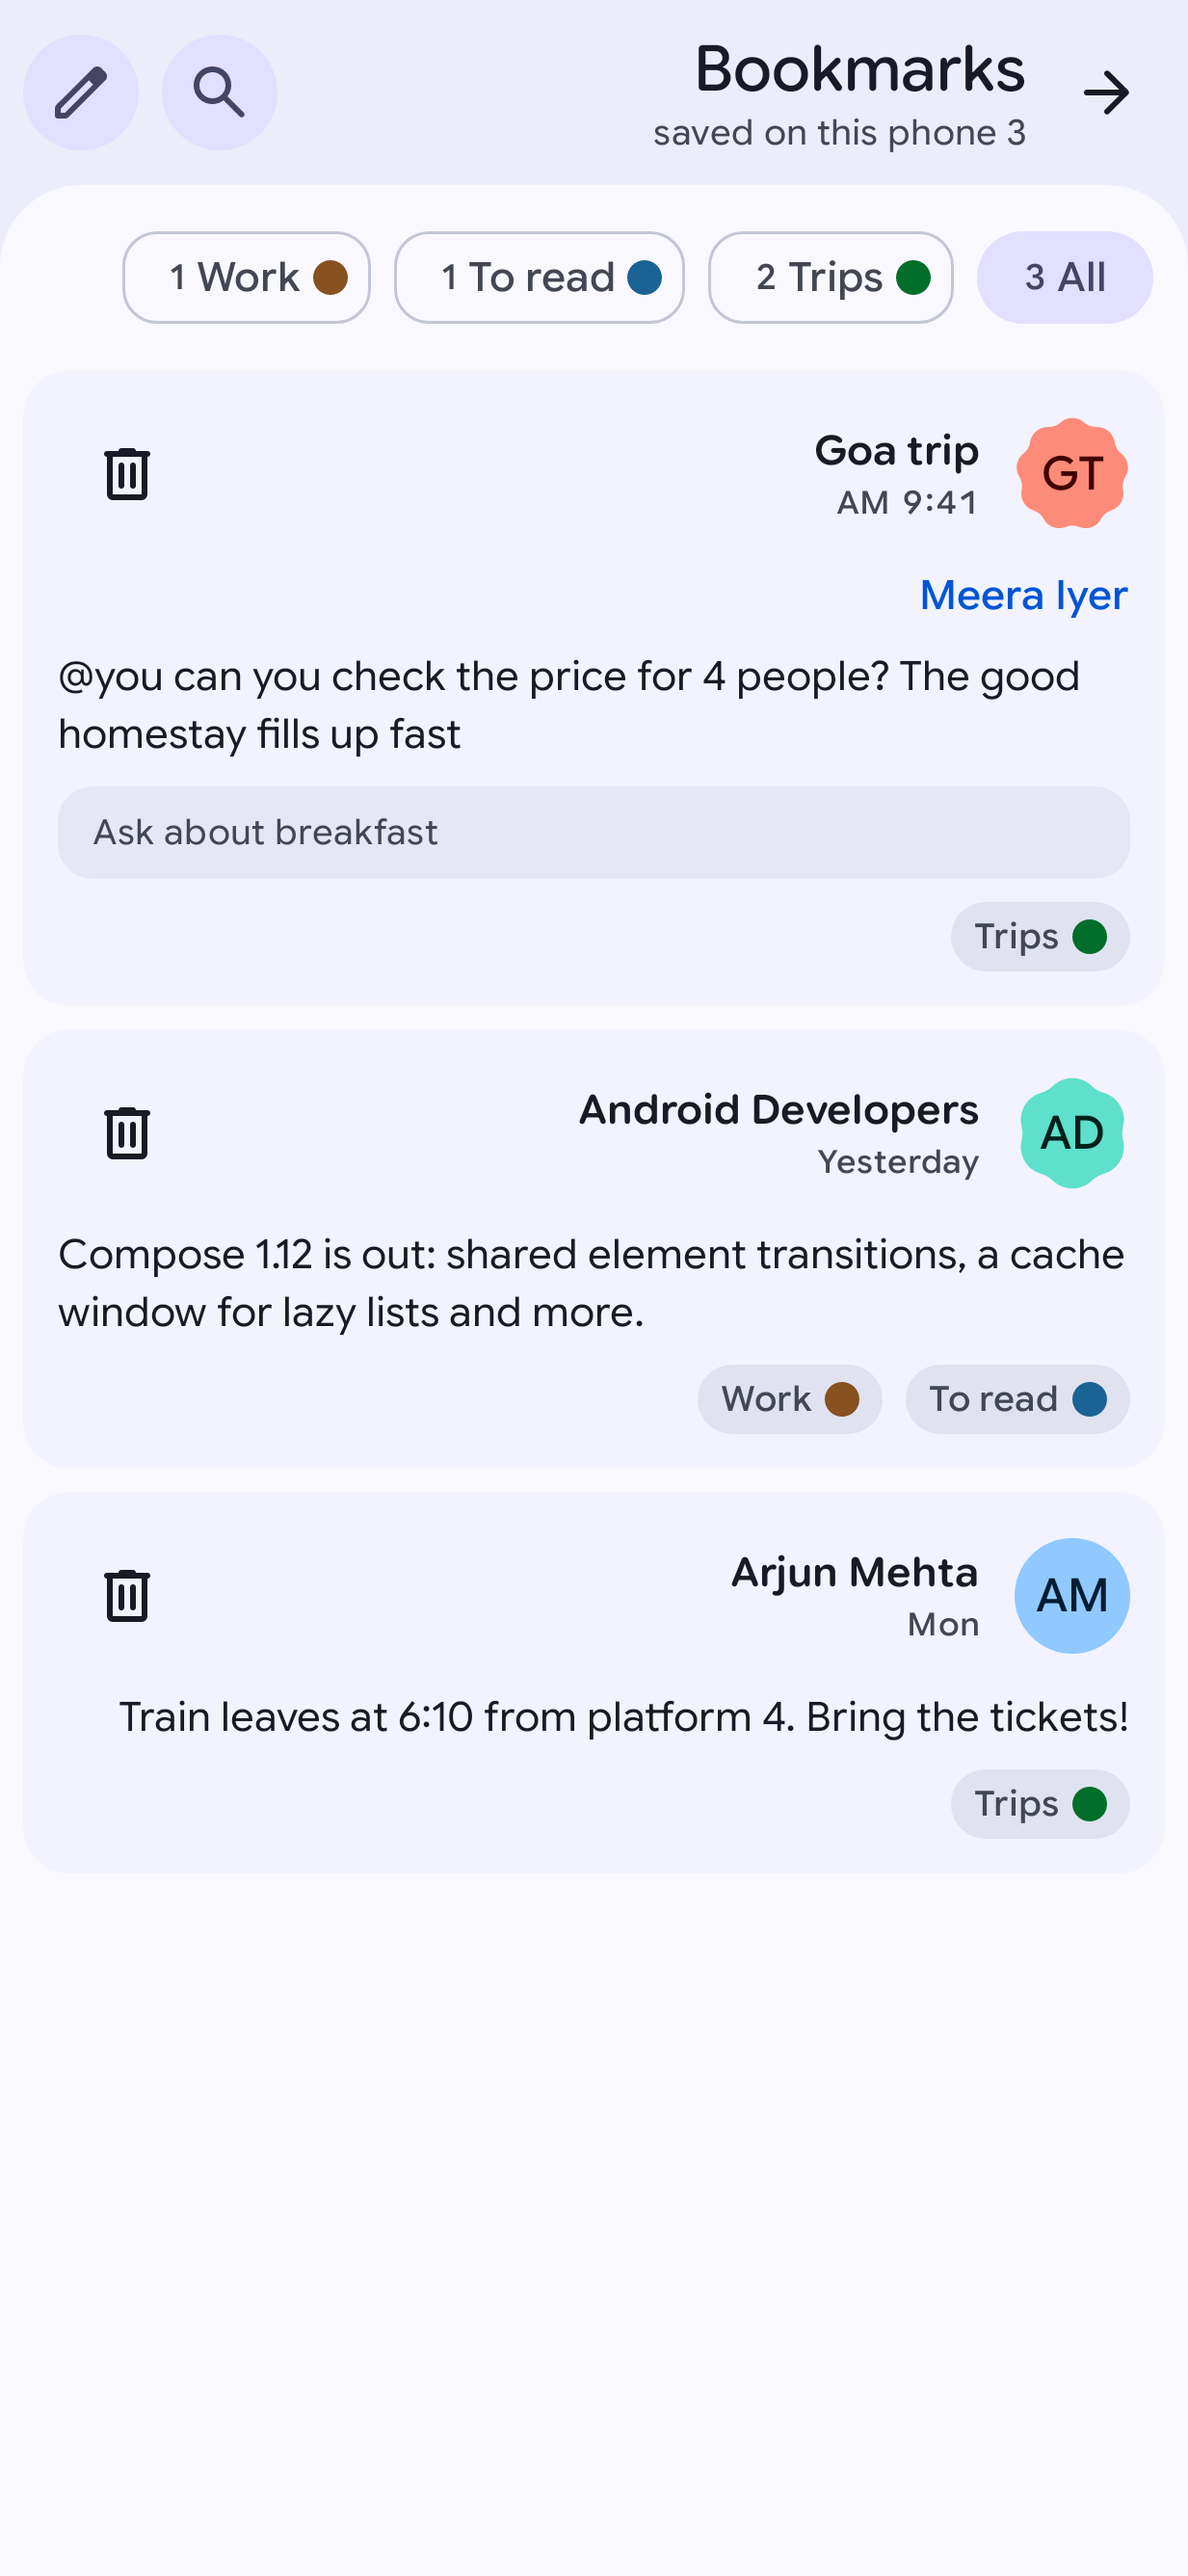 Bookmarks
saved on this phone 3
3 All
2 Trips
1 To read
1 Work
GT
Goa trip
AM 9:41
Meera Iyer
@you can you check the price for 4 people? The good
homestay fills up fast
Ask about breakfast
Trips
AD
Android Developers
Yesterday
Compose 1.12 is out: shared element transitions, a cache
window for lazy lists and more.
To read
Work
AM
Arjun Mehta
Mon
Train leaves at 6:10 from platform 4. Bring the tickets!
Trips